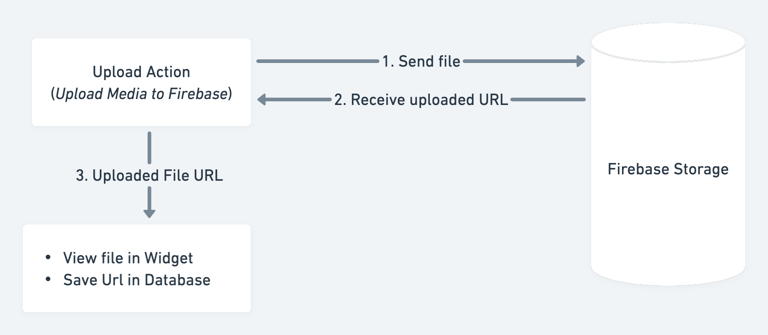 Upload Action
(Upload Media to Firebase)
1. Send file
2. Receive uploaded URL
Firebase Storage
3. Uploaded File URL
• View file in Widget
• Save Url in Database